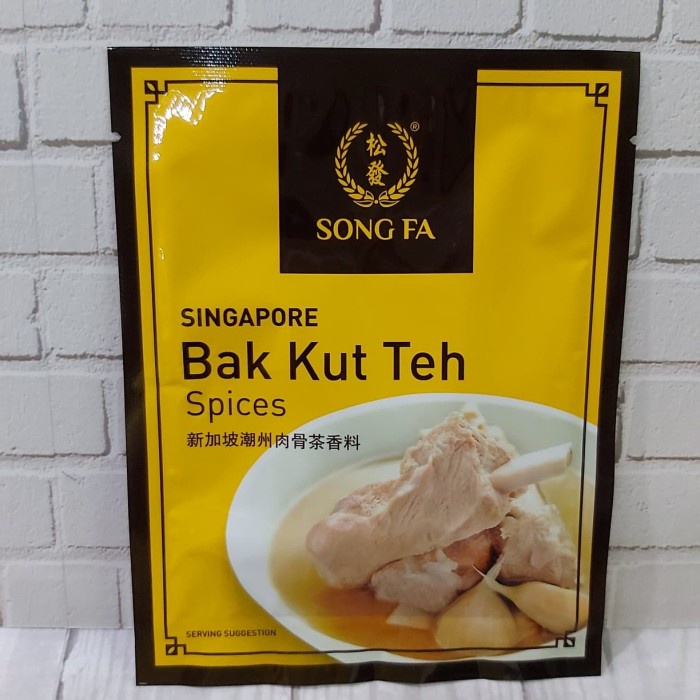 松
發
®
SONG FA
SINGAPORE
Bak Kut Teh
Spices
新加坡潮州肉骨茶香料
SERVING SUGGESTION